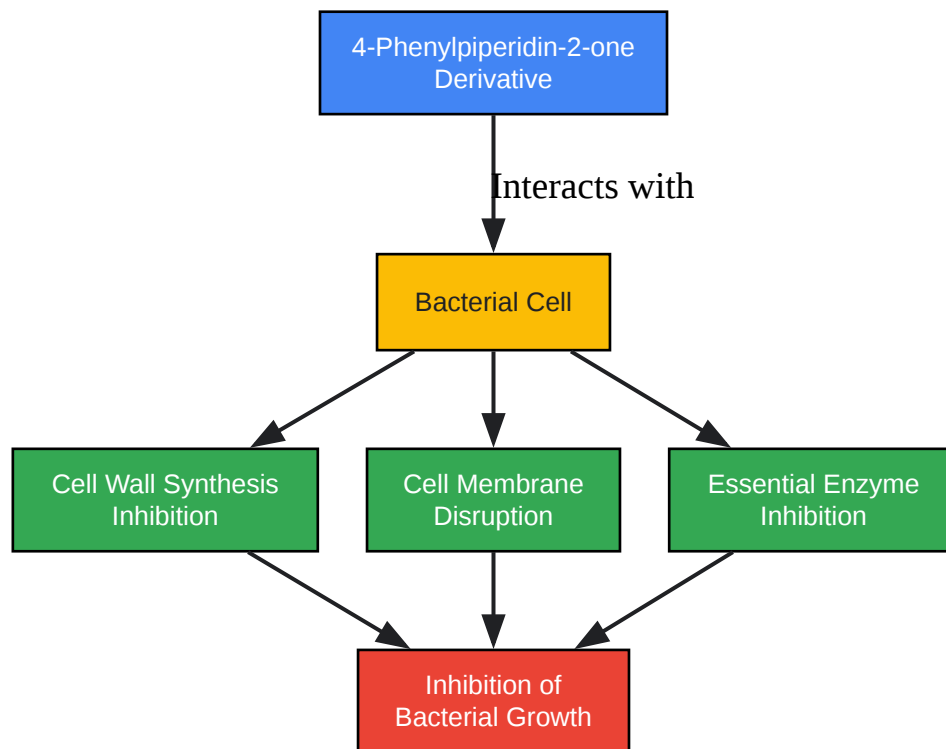 4-Phenylpiperidin-2-one
Derivative
Interacts with
Bacterial Cell
Cell Wall Synthesis
Inhibition
Cell Membrane
Disruption
Essential Enzyme
Inhibition
Inhibition of
Bacterial Growth